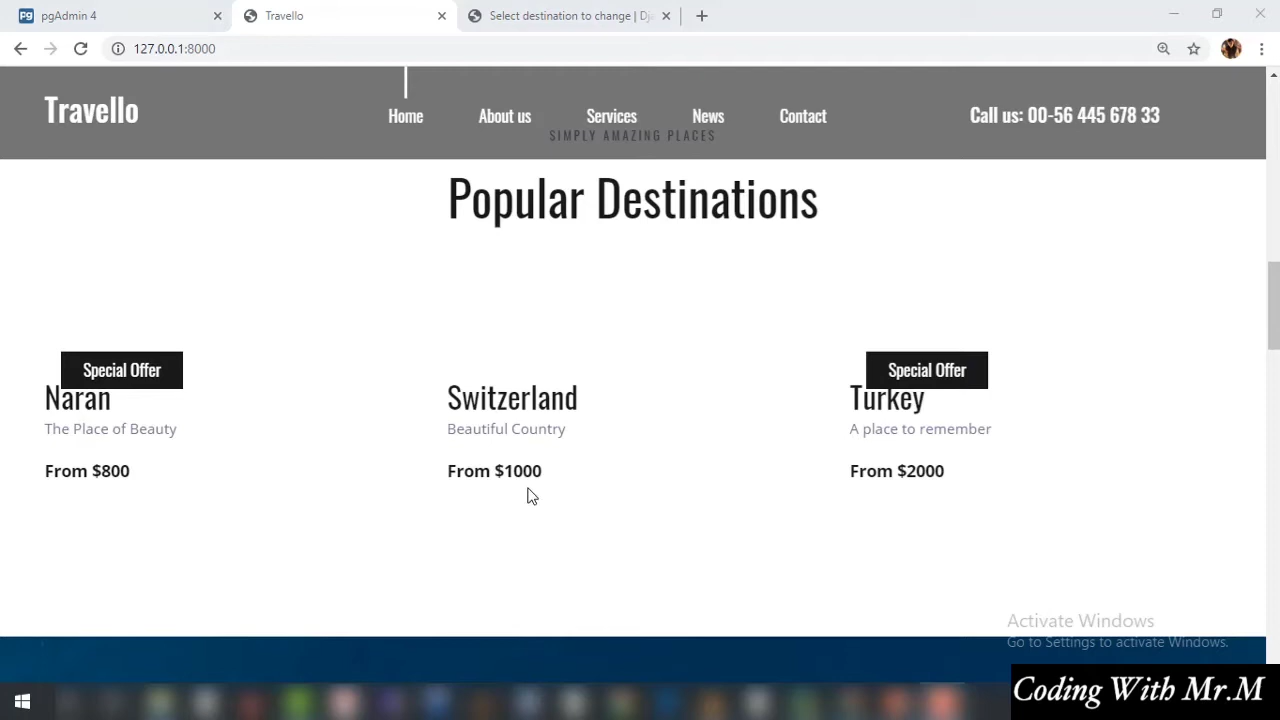 pgAdmin 4
Travello
Select destination to change | Dja
127.0.0.1:8000
Travello
Home
About us
Services
News
Contact
Call us: 00-56 445 678 33
SIMPLY AMAZING PLACES
Popular Destinations
Special Offer
Naran
The Place of Beauty
From $800
Switzerland
Beautiful Country
From $1000
Special Offer
Turkey
A place to remember
From $2000
Activate Windows
Go to Settings to activate Windows.
Coding With Mr.M